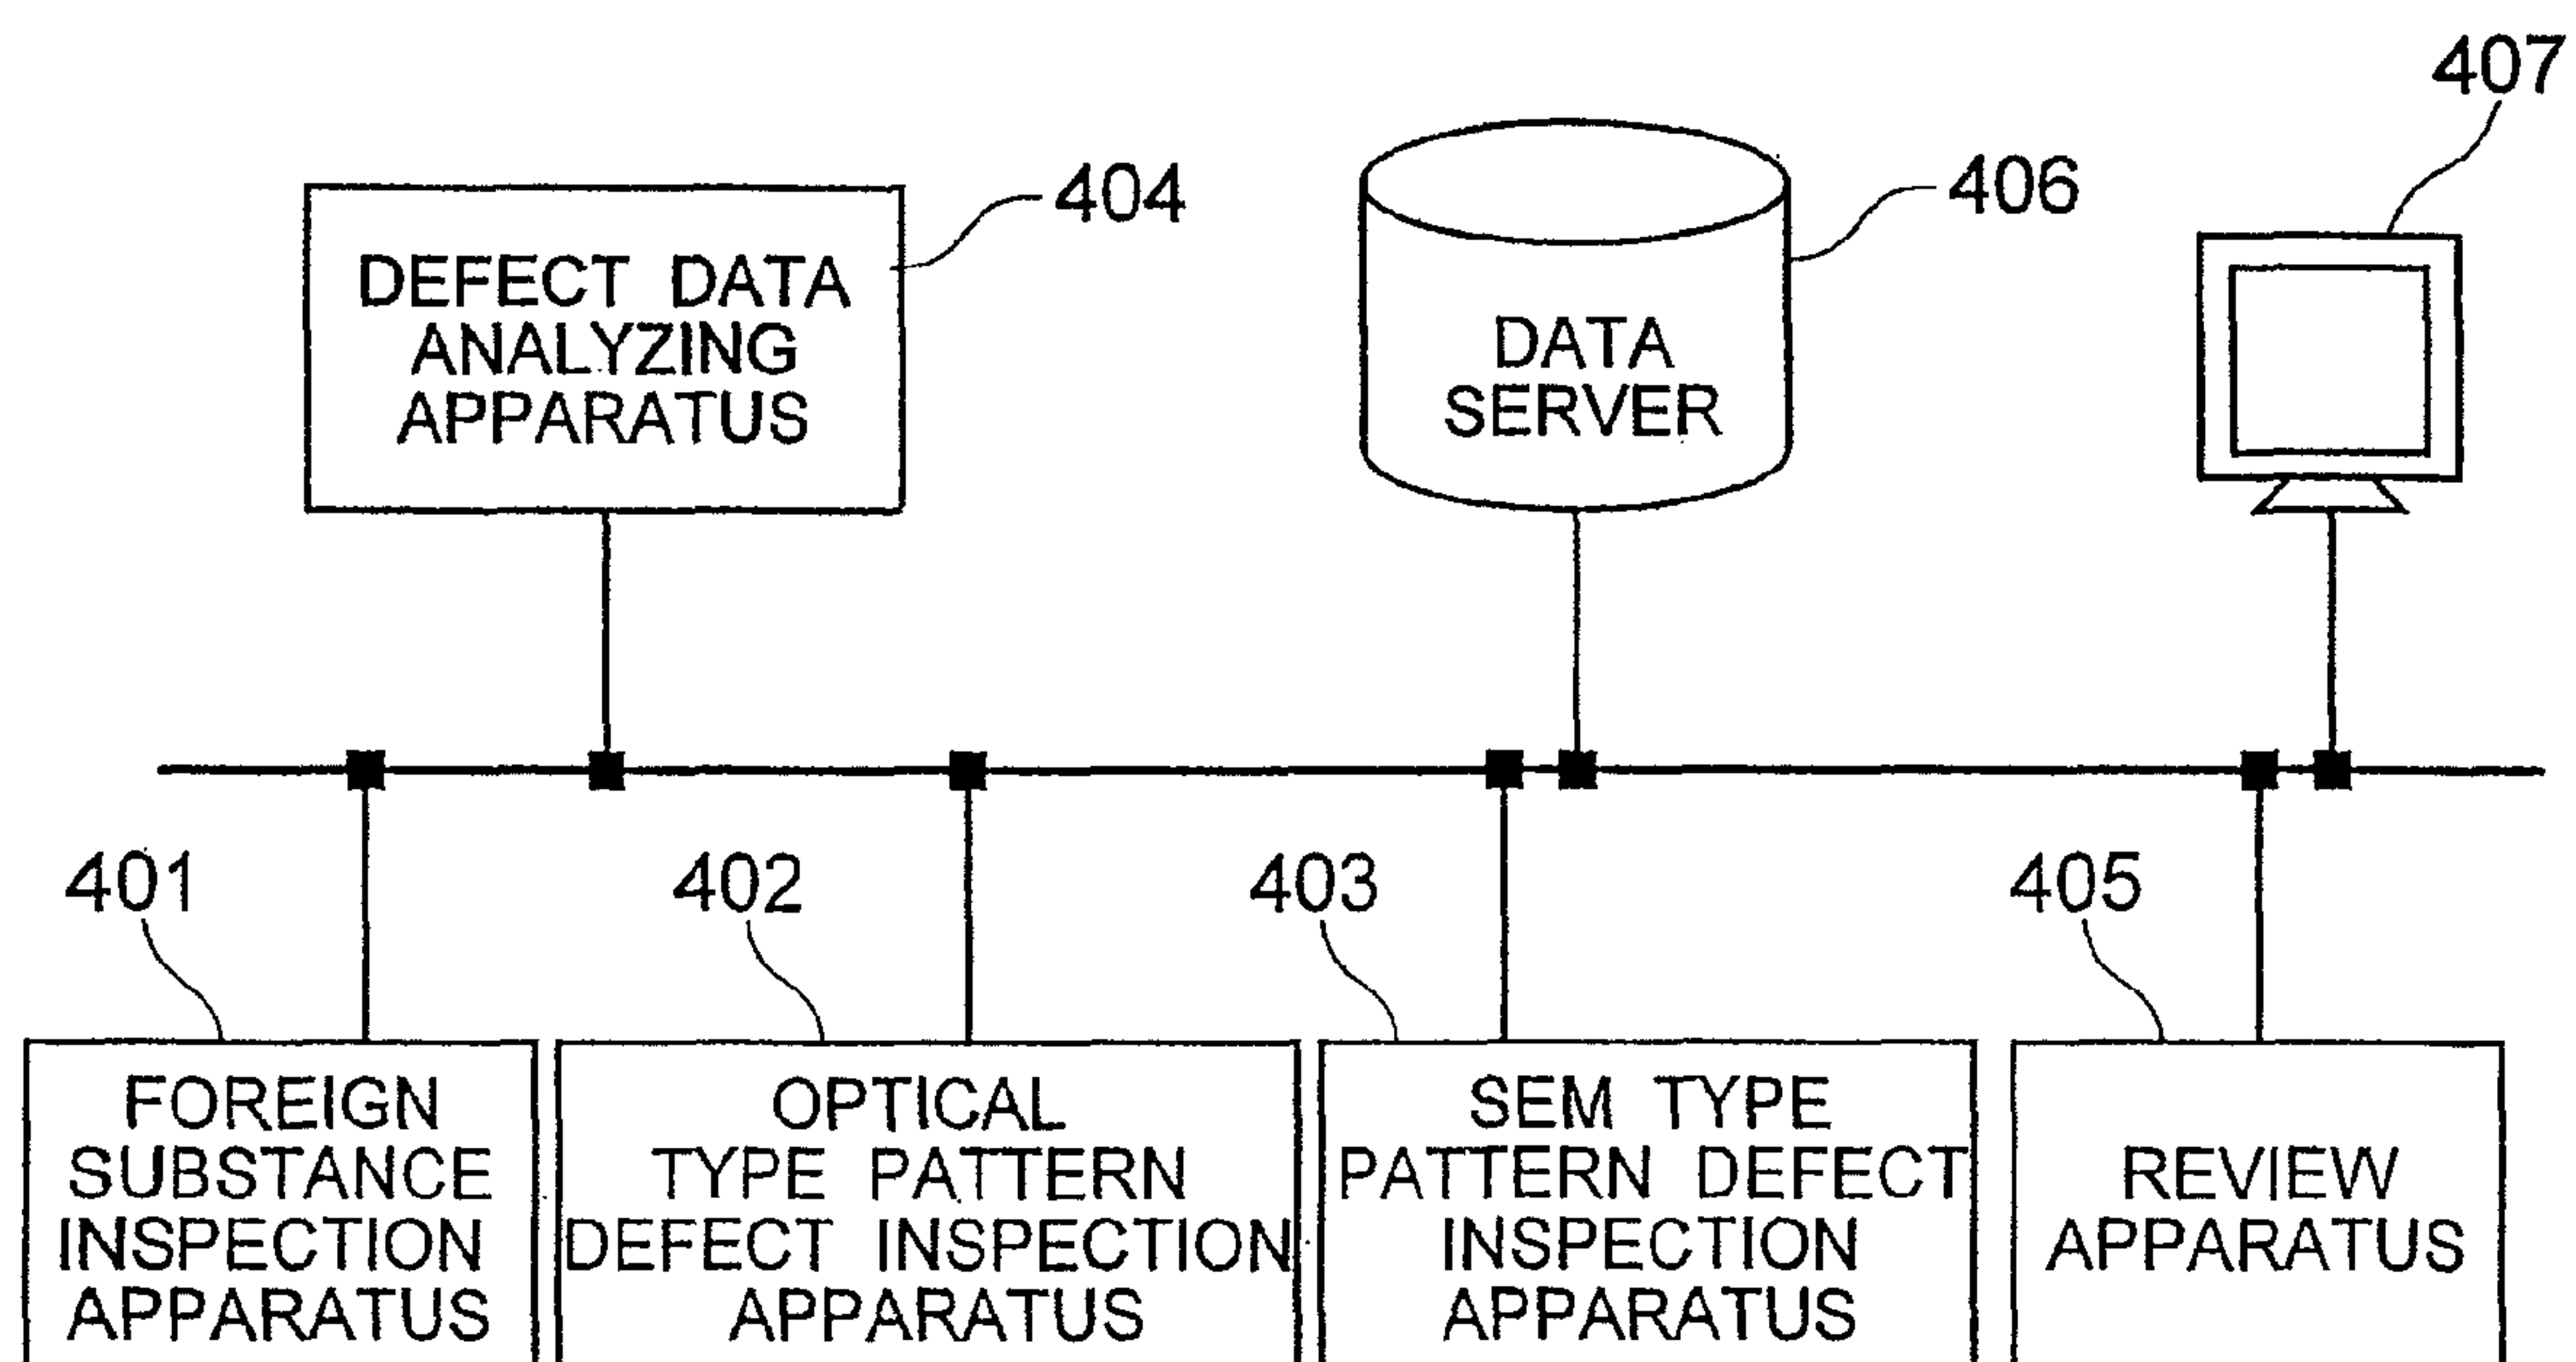 407
404
406
DEFECT DATA
ANALYZING
APPARATUS
DATA
SERVER
401
402
403
405
FOREIGN
SUBSTANCE
INSPECTION
APPARATUS
OPTICAL
TYPE PATTERN
DEFECT INSPECTION
APPARATUS
SEM TYPE
PATTERN DEFECT
INSPECTION
APPARATUS
REVIEW
APPARATUS